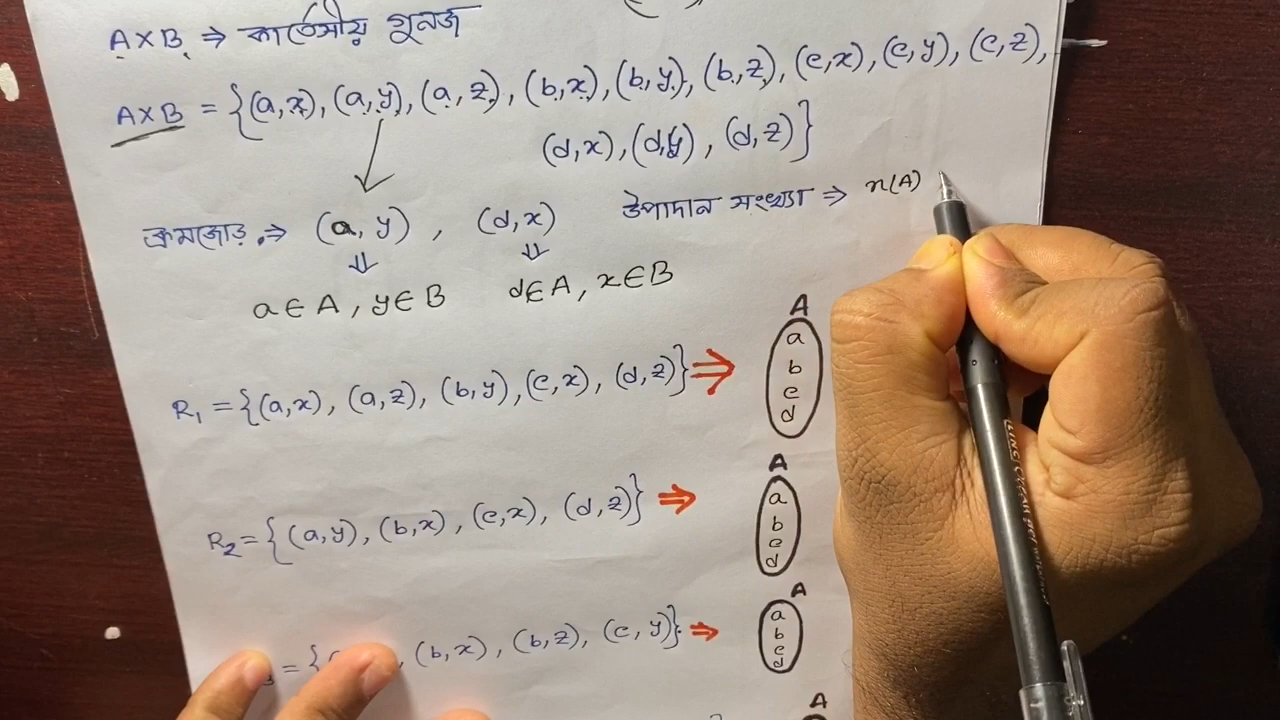 A×B ⇒ কার্তেসীয় গুনজ
A×B = {(a,x), (a,y), (a,z), (b,x), (b,y), (b,z), (c,x), (c,y), (c,z),
(d,x), (d,y), (d,z)}
ক্রমজোড় ⇒ (a, y), (d,x) উপাদান সংখ্যা ⇒ n(A)
⇓ ⇓
a∈A, y∈B d∈A, x∈B
R₁ = {(a,x), (a,z), (b,y), (c,x), (d,z)} ⇒
A
a
b
c
d
R₂ = {(a,y), (b,x), (c,x), (d,z)} ⇒
A
a
b
c
d
= { , (b,x), (b,z), (c,y)} ⇒
A
a
b
c
d
A